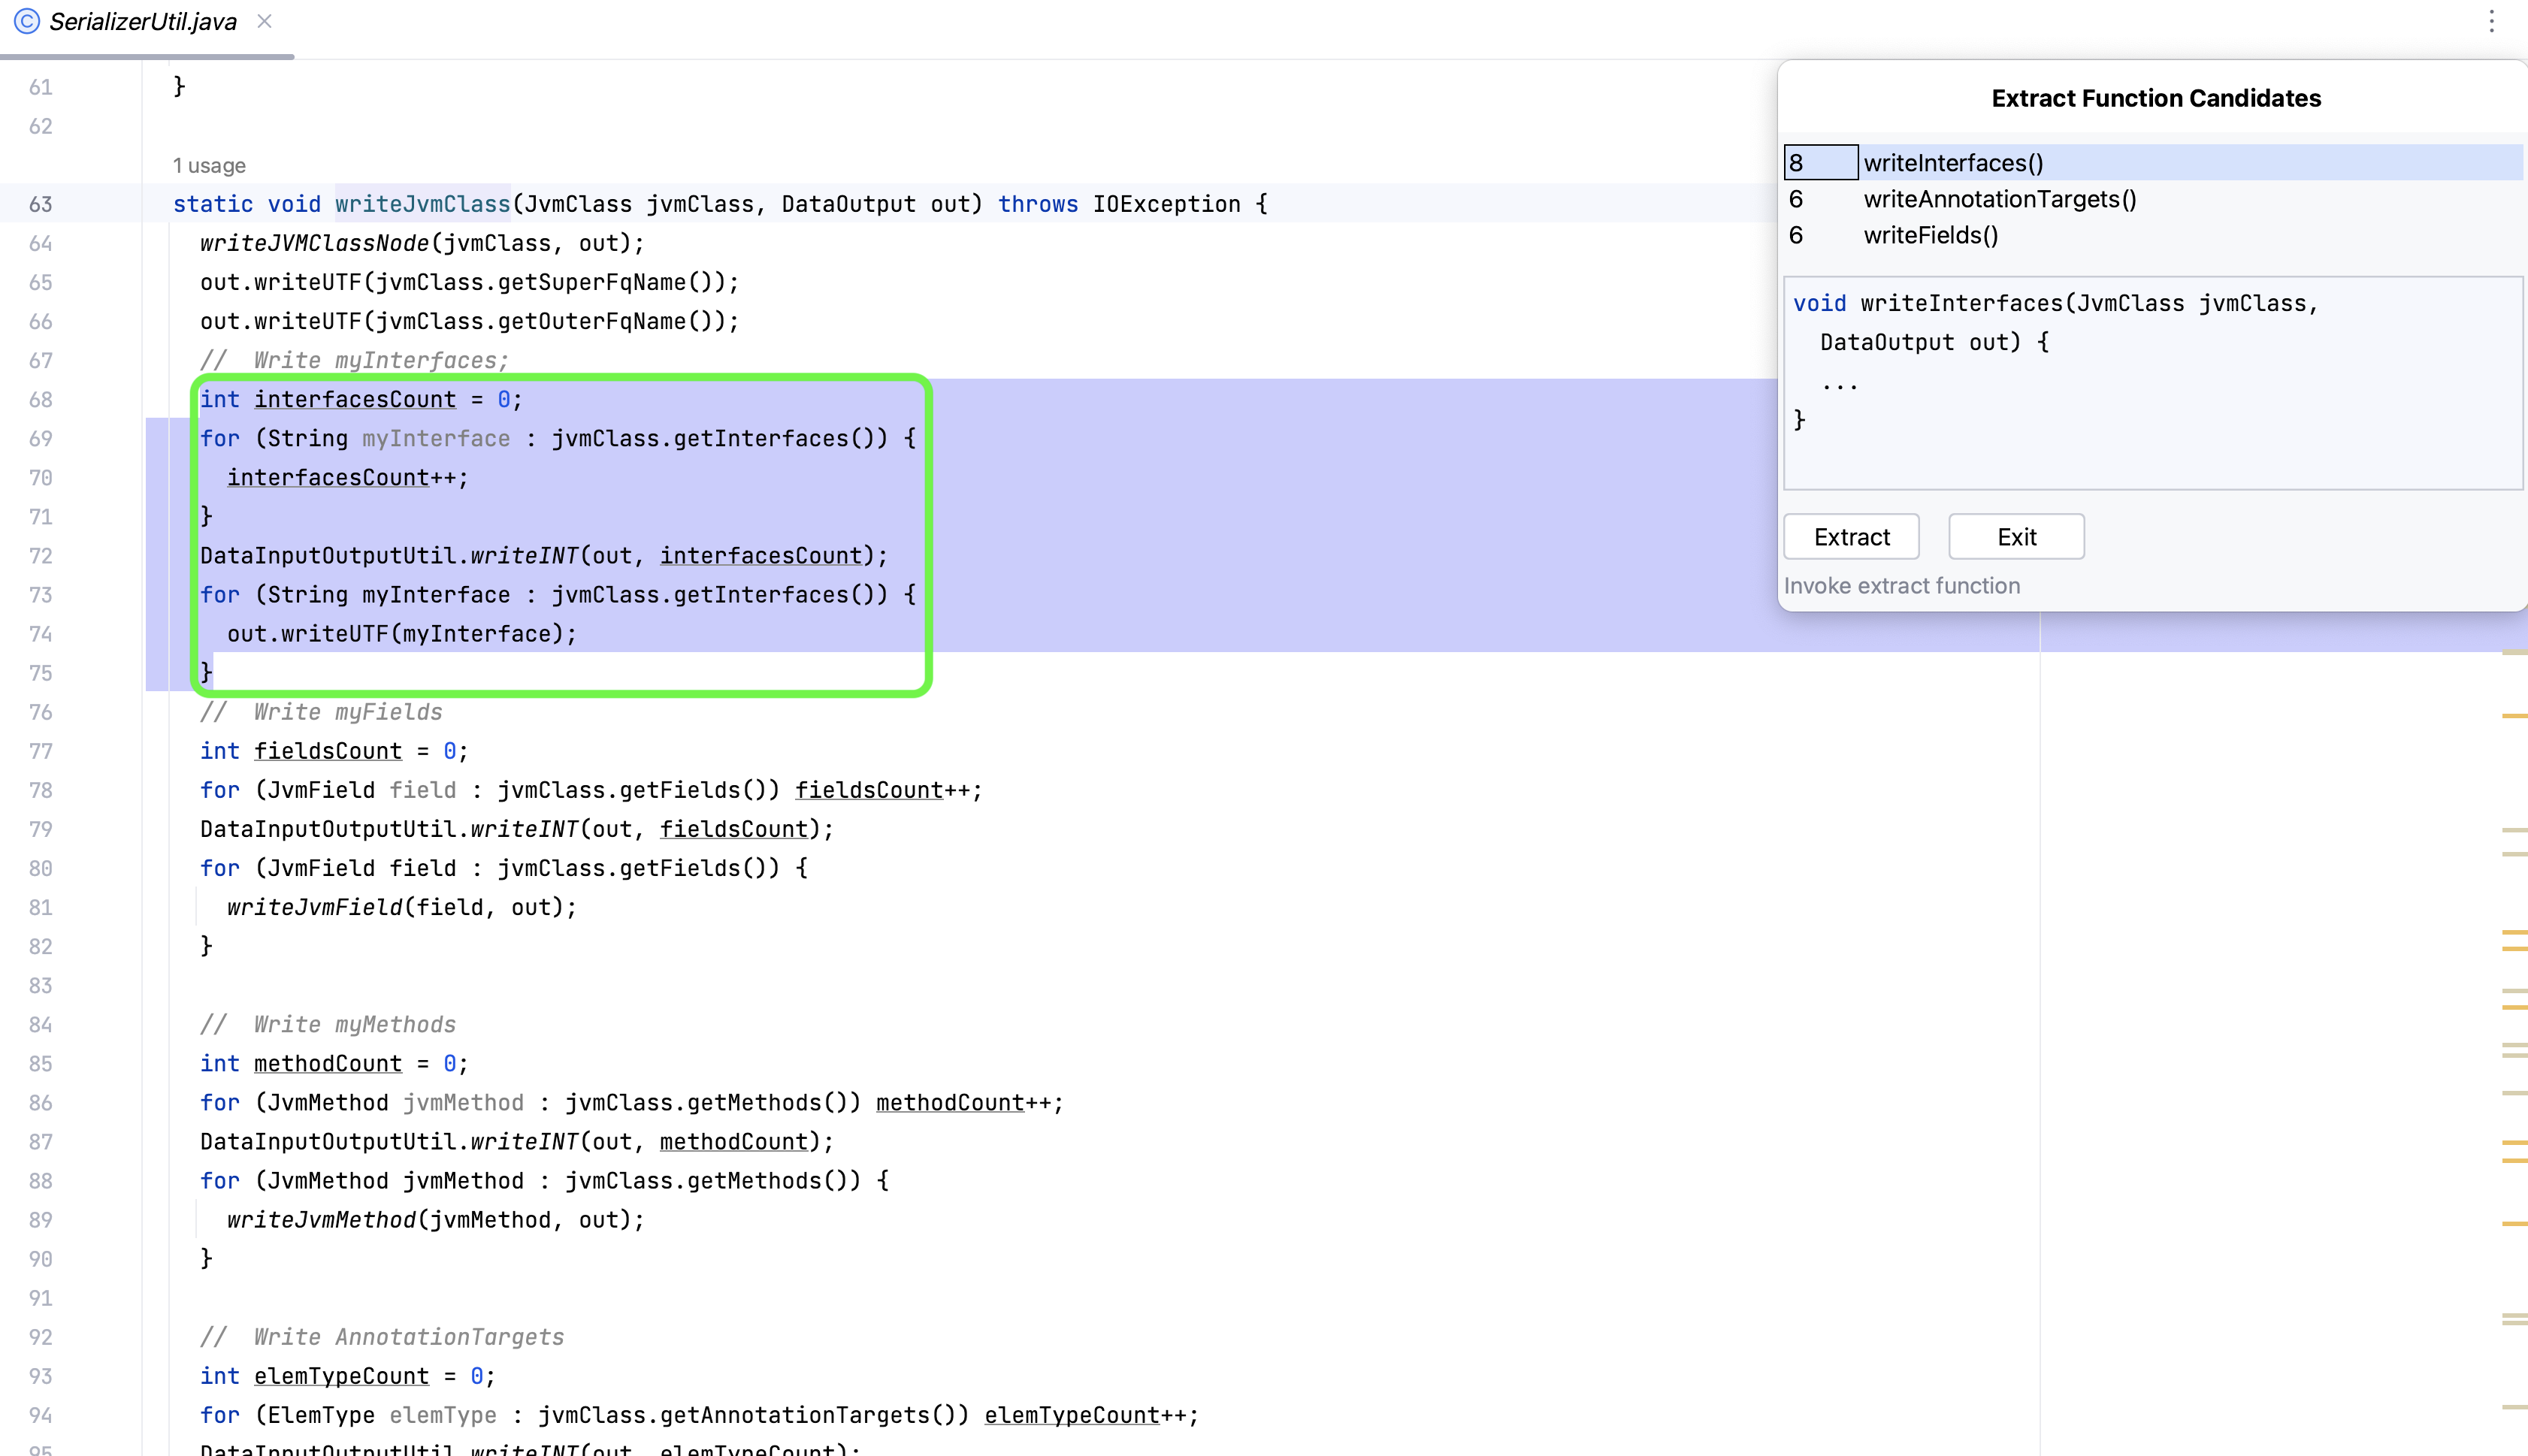 SerializerUtil.java
61 }
62
1 usage
63 static void writeJvmClass(JvmClass jvmClass, DataOutput out) throws IOException {
64 writeJVMClassNode(jvmClass, out);
65 out.writeUTF(jvmClass.getSuperFqName());
66 out.writeUTF(jvmClass.getOuterFqName());
67 //  Write myInterfaces;
68 int interfacesCount = 0;
69 for (String myInterface : jvmClass.getInterfaces()) {
70 interfacesCount++;
71 }
72 DataInputOutputUtil.writeINT(out, interfacesCount);
73 for (String myInterface : jvmClass.getInterfaces()) {
74 out.writeUTF(myInterface);
75 }
76 //  Write myFields
77 int fieldsCount = 0;
78 for (JvmField field : jvmClass.getFields()) fieldsCount++;
79 DataInputOutputUtil.writeINT(out, fieldsCount);
80 for (JvmField field : jvmClass.getFields()) {
81 writeJvmField(field, out);
82 }
83
84 //  Write myMethods
85 int methodCount = 0;
86 for (JvmMethod jvmMethod : jvmClass.getMethods()) methodCount++;
87 DataInputOutputUtil.writeINT(out, methodCount);
88 for (JvmMethod jvmMethod : jvmClass.getMethods()) {
89 writeJvmMethod(jvmMethod, out);
90 }
91
92 //  Write AnnotationTargets
93 int elemTypeCount = 0;
94 for (ElemType elemType : jvmClass.getAnnotationTargets()) elemTypeCount++;
95 DataInputOutputUtil.writeINT(out, elemTypeCount);
Extract Function Candidates
8 writeInterfaces()
6 writeAnnotationTargets()
6 writeFields()
void writeInterfaces(JvmClass jvmClass,
DataOutput out) {
...
}
Extract Exit
Invoke extract function